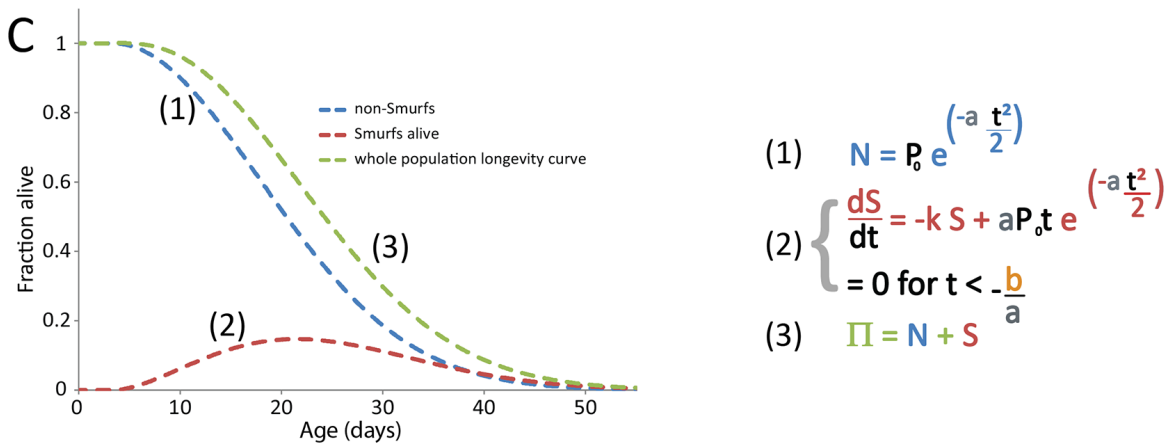 C
1
0.8
0.6
0.4
0.2
0
0 10 20 30 40 50
Fraction alive
Age (days)
(1)
(2)
(3)
non-Smurfs
Smurfs alive
whole population longevity curve
(1) N = P₀ e^(-a t²/2)
(2) { dS/dt = -k S + aP₀t e^(-a t²/2)
= 0 for t < -b/a
(3) Π = N + S